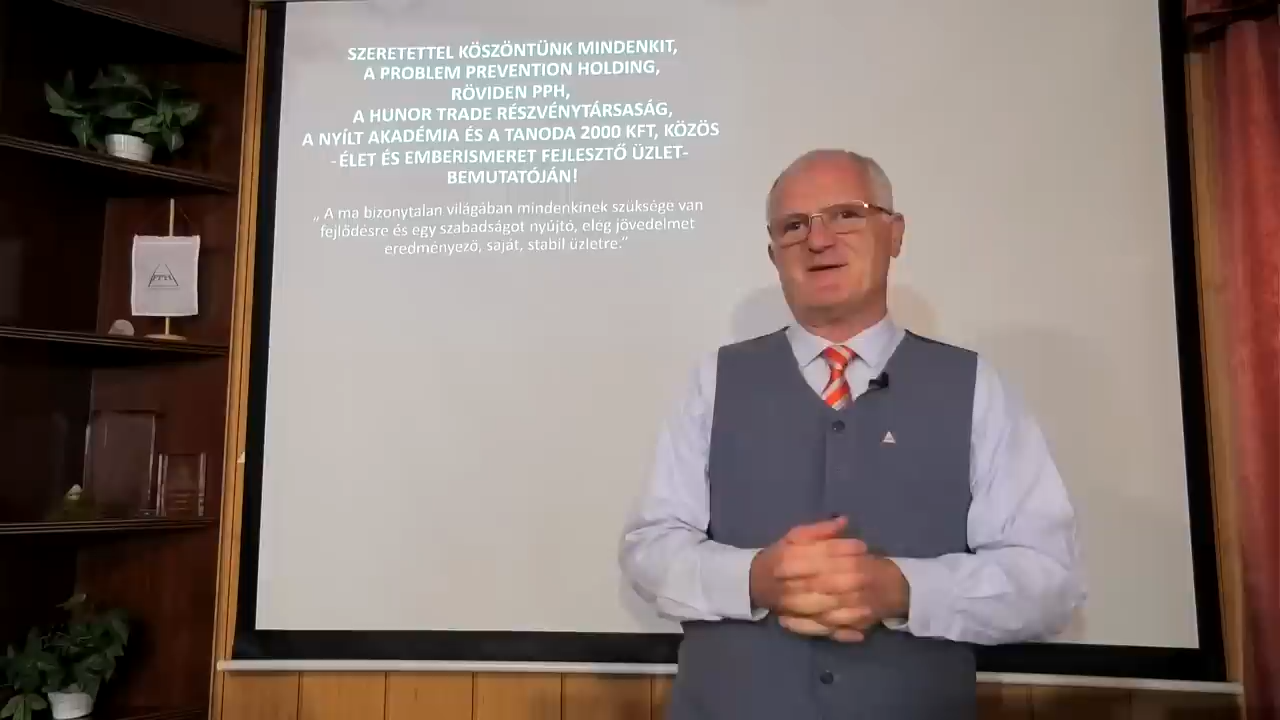 SZERETETTEL KÖSZÖNTÜNK MINDENKIT,
A PROBLEM PREVENTION HOLDING,
RÖVIDEN PPH,
A HUNOR TRADE RÉSZVÉNYTÁRSASÁG,
A NYÍLT AKADÉMIA ÉS A TANODA 2000 KFT, KÖZÖS
-ÉLET ÉS EMBERISMERET FEJLESZTŐ ÜZLET-
BEMUTATÓJÁN!
„ A ma bizonytalan világában mindenkinek szüksége van
fejlődésre és egy szabadságot nyújtó, elég jövedelmet
eredményező, saját, stabil üzletre.”